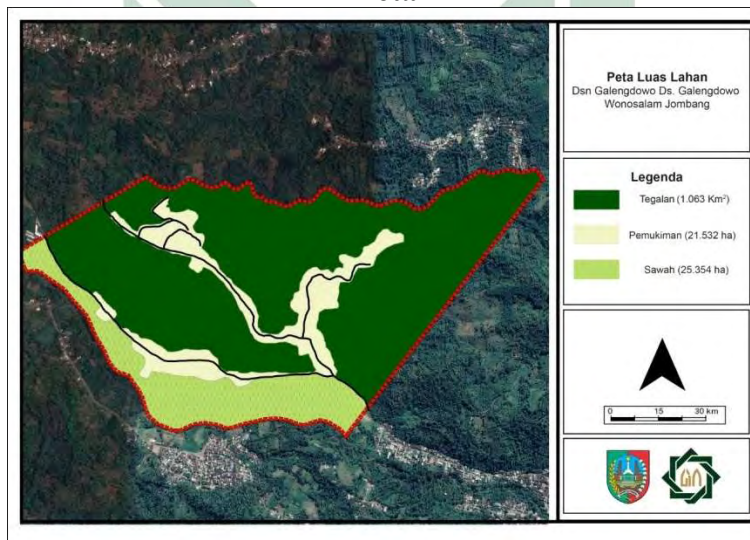 Peta Luas Lahan
Dsn Galengdowo Ds. Galengdowo
Wonosalam Jombang
Legenda
Tegalan (1.063 Km²)
Pemukiman (21.532 ha)
Sawah (25.354 ha)
0 15 30 km